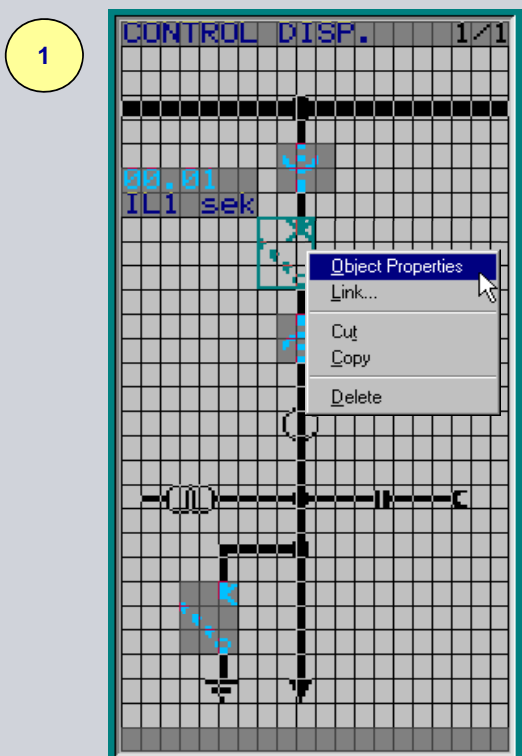 1
CONTROL DISP. 1/1
00.01
IL1 sek
Object Properties
Link...
Cut
Copy
Delete